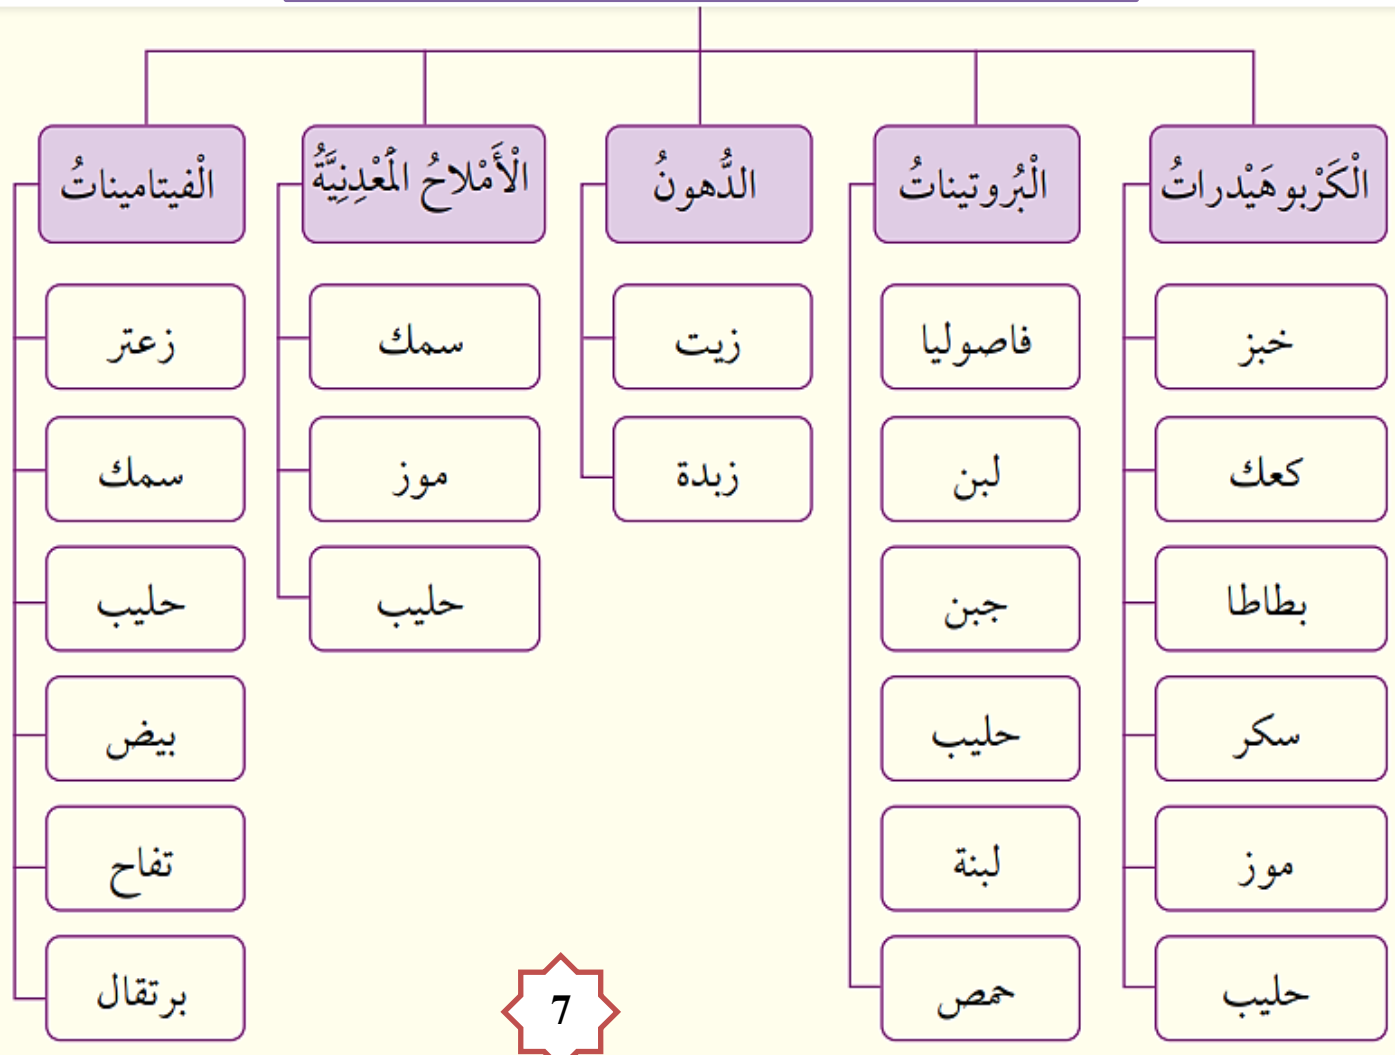 الْكَرْبوهَيْدراتُ
خبز
كعك
بطاطا
سكر
موز
حليب
الْبُروتيناتُ
فاصوليا
لبن
جبن
حليب
لبنة
حمص
الدُّهونُ
زيت
زبدة
الْأَمْلاحُ الْمَعْدِنِيَّةُ
سمك
موز
حليب
الْفيتاميناتُ
زعتر
سمك
حليب
بيض
تفاح
برتقال
7